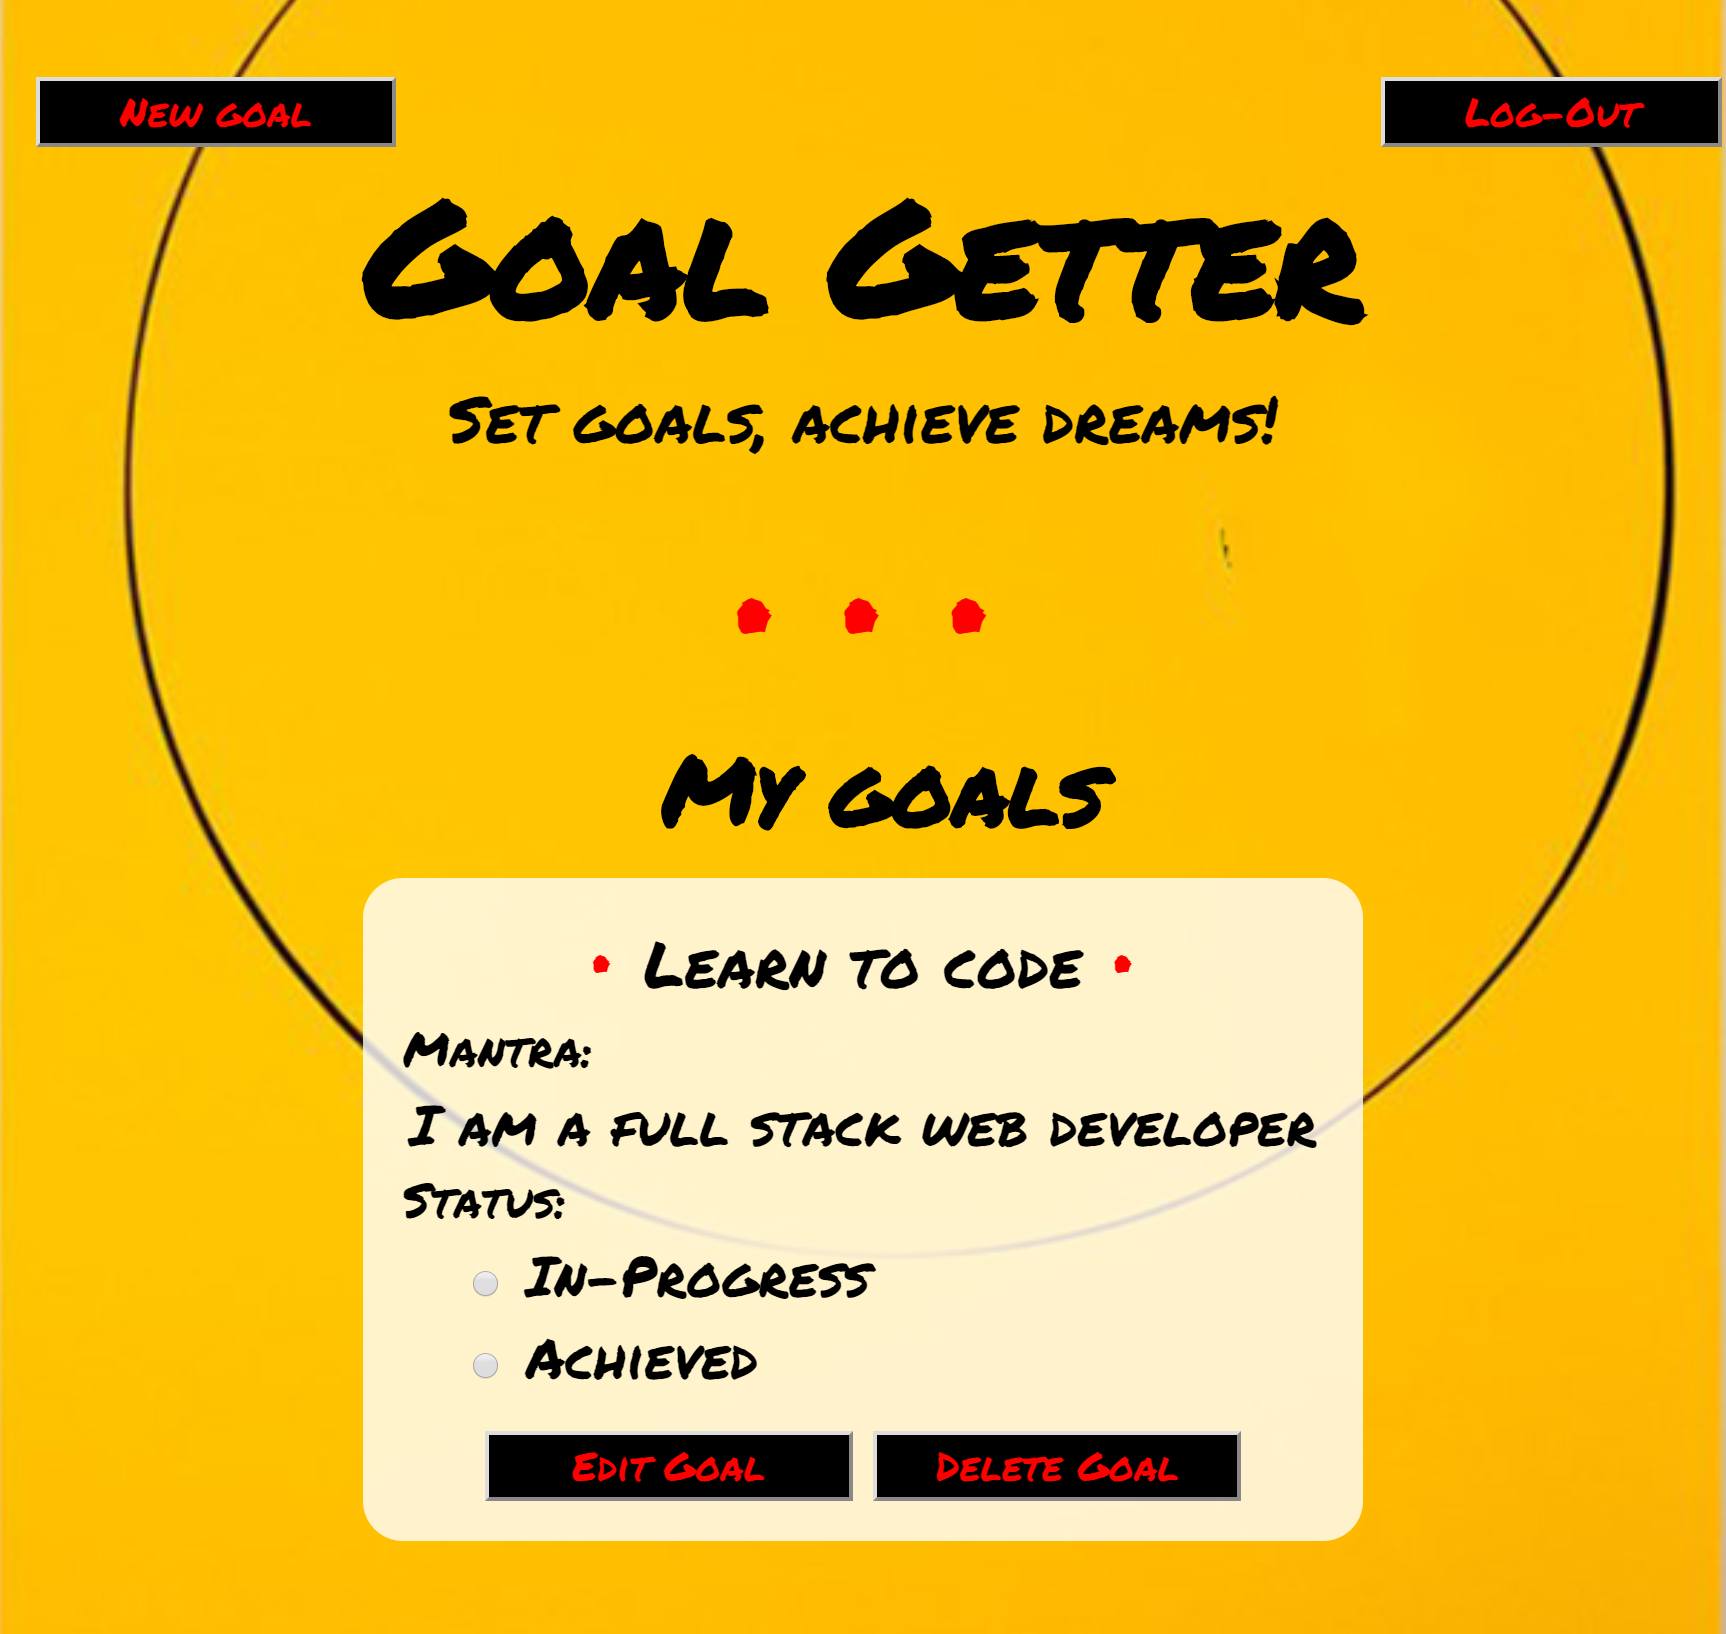 New goal
Log-Out
Goal Getter
Set goals, achieve dreams!
• • •
My goals
• Learn to code •
Mantra:
I am a full stack web developer
Status:
In-Progress
Achieved
Edit Goal
Delete Goal